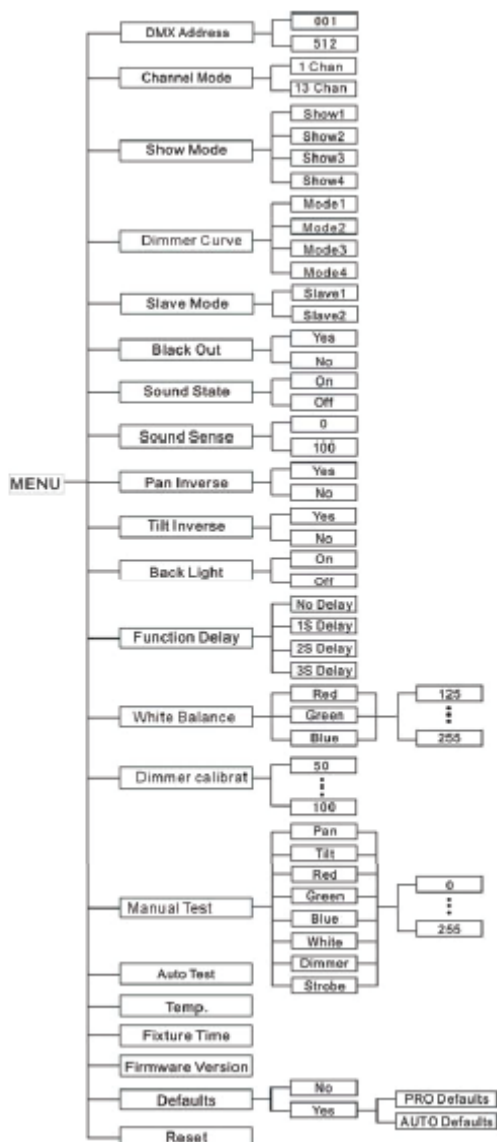 DMX Address
001
512
Channel Mode
1 Chan
13 Chan
Show Mode
Show1
Show2
Show3
Show4
Dimmer Curve
Mode1
Mode2
Mode3
Mode4
Slave Mode
Slave1
Slave2
Black Out
Yes
No
Sound State
On
Off
Sound Sense
0
100
MENU
Pan Inverse
Yes
No
Tilt Inverse
Yes
No
Back Light
On
Off
Function Delay
No Delay
1S Delay
2S Delay
3S Delay
White Balance
Red
Green
Blue
125
255
Dimmer calibrat
50
100
Manual Test
Pan
Tilt
Red
Green
Blue
White
Dimmer
Strobe
0
255
Auto Test
Temp.
Fixture Time
Firmware Version
Defaults
No
Yes
PRO Defaults
AUTO Defaults
Reset